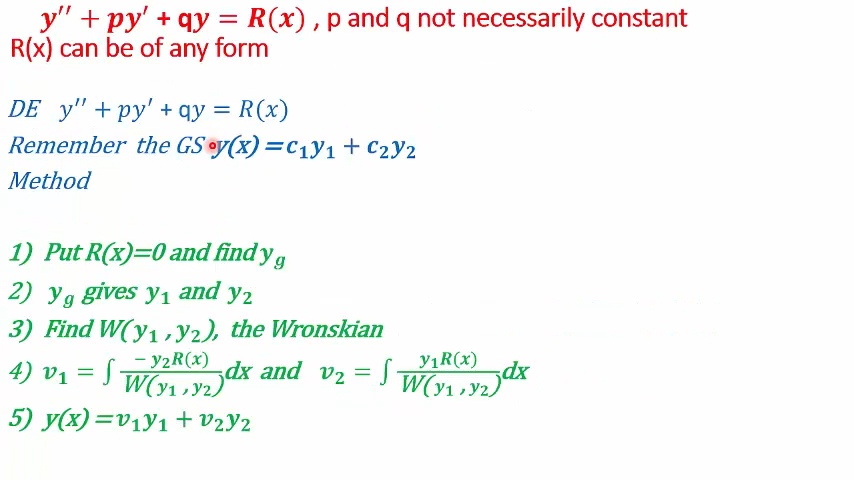 y′′ + py′ + qy = R(x) , p and q not necessarily constant
R(x) can be of any form
DE y′′ + py′ + qy = R(x)
Remember the GS y(x) = c₁y₁ + c₂y₂
Method
1) Put R(x)=0 and find y_g
2) y_g gives y₁ and y₂
3) Find W(y₁ , y₂), the Wronskian
4) v₁ = ∫ − y₂R(x) / W(y₁ , y₂) dx and v₂ = ∫ y₁R(x) / W(y₁ , y₂) dx
5) y(x) = v₁y₁ + v₂y₂